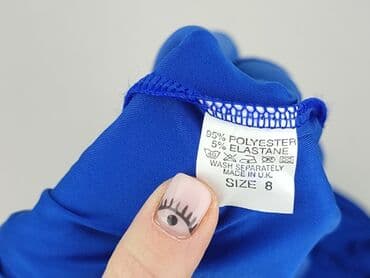 95% POLYESTER
5% ELASTANE
WASH SEPARATELY
MADE IN U.K.
SIZE 8